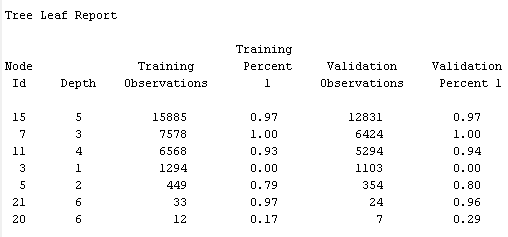 Tree Leaf Report
Training
Node Training Percent Validation Validation
Id Depth Observations 1 Observations Percent 1
15 5 15885 0.97 12831 0.97
7 3 7578 1.00 6424 1.00
11 4 6568 0.93 5294 0.94
3 1 1294 0.00 1103 0.00
5 2 449 0.79 354 0.80
21 6 33 0.97 24 0.96
20 6 12 0.17 7 0.29